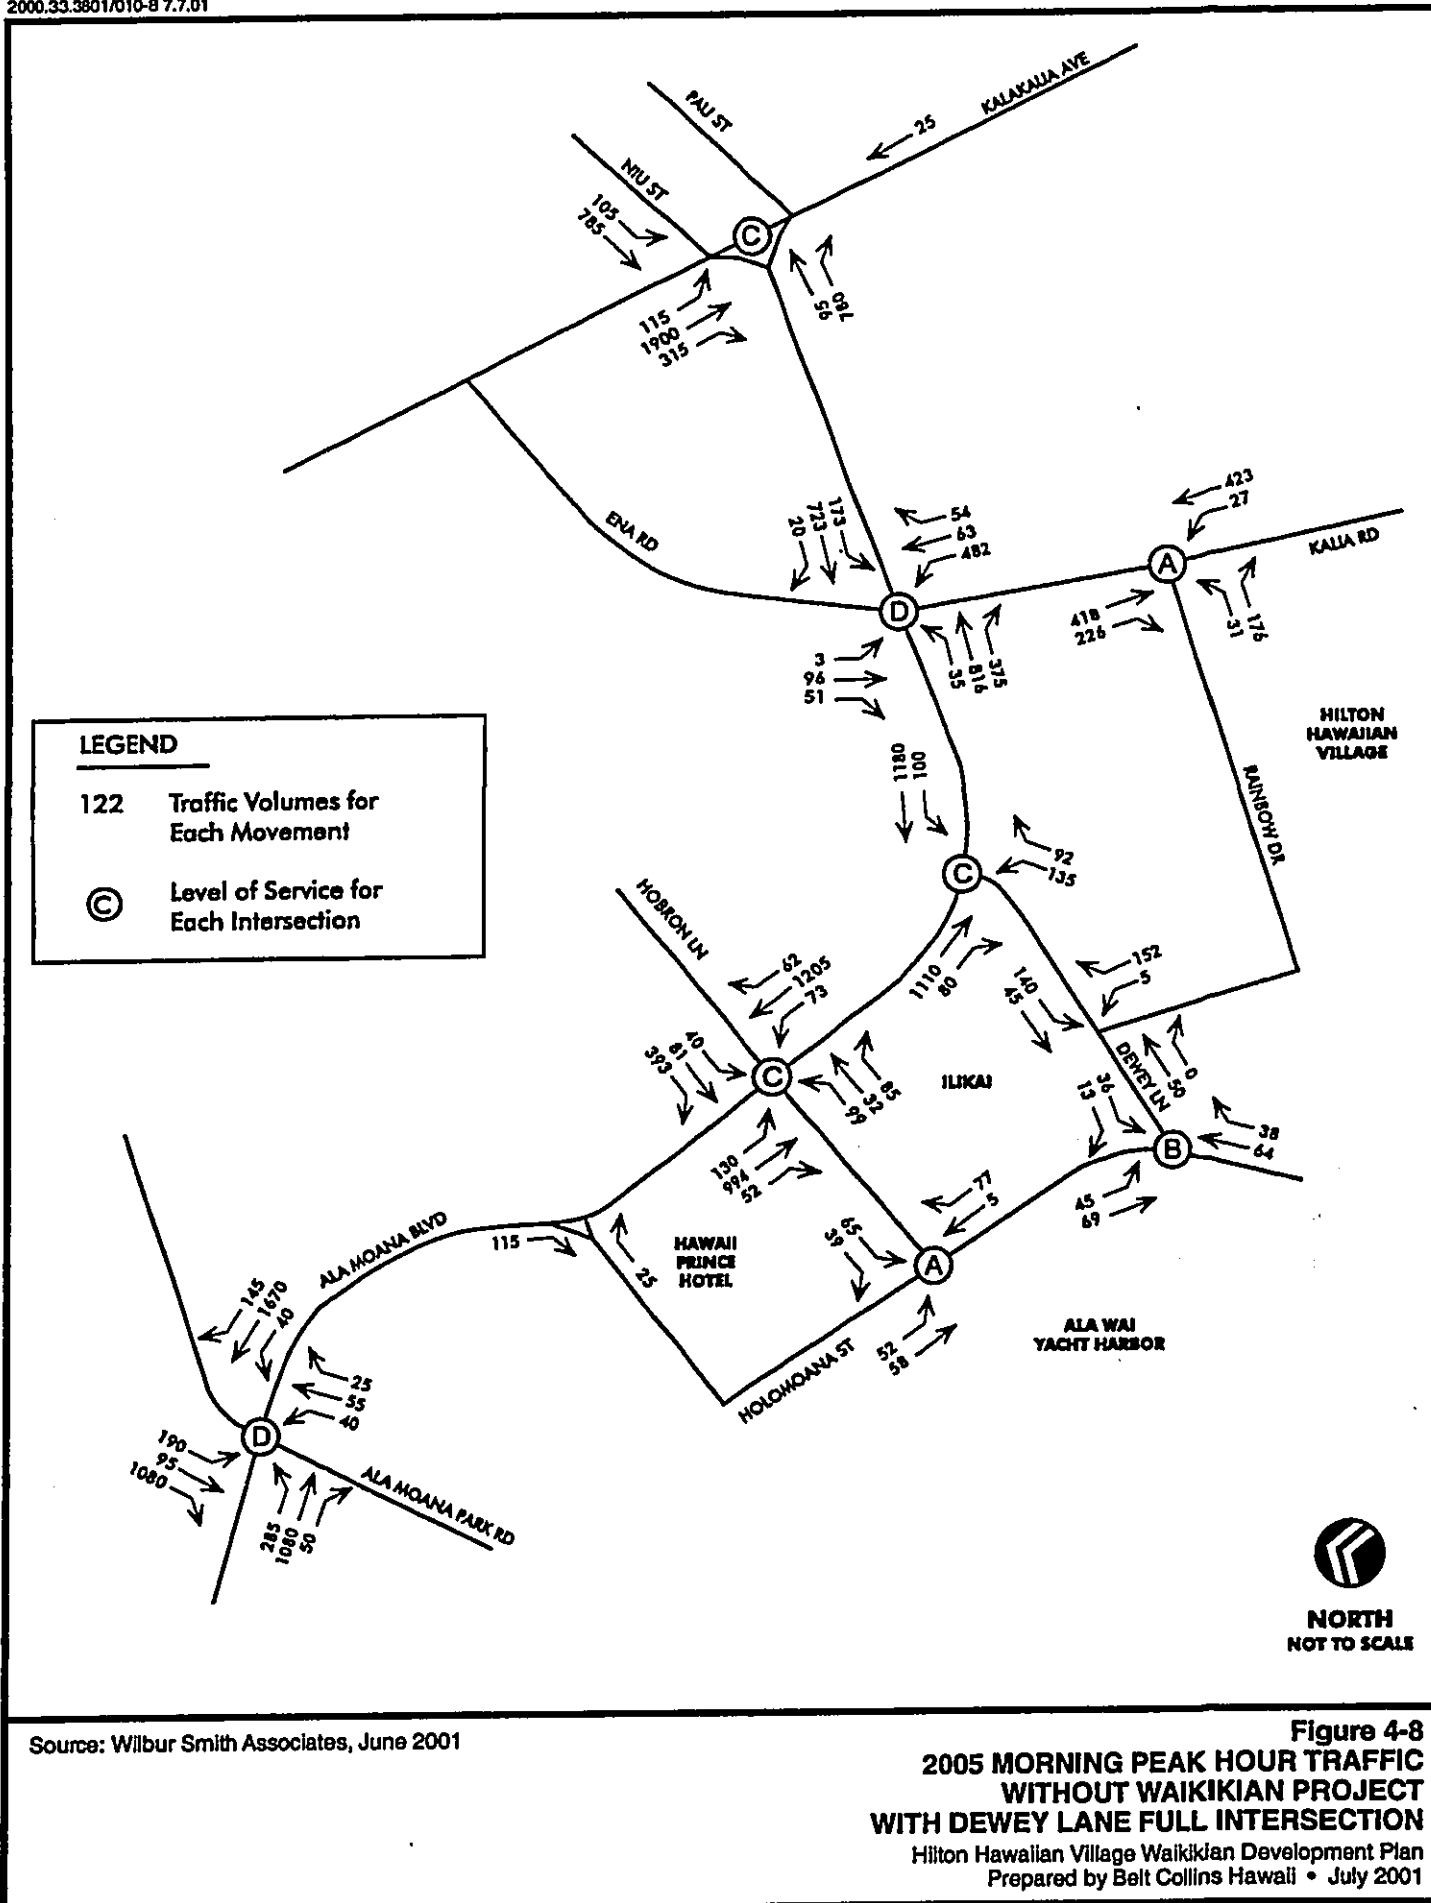 2000.33.3801/010-8 7.7.01
KALAKAUA AVE
PAU ST
25
NIU ST
105
785
C
115
1900
315
95
780
ENA RD
20
723
173
54
63
482
423
27
KALIA RD
A
D
418
226
31
176
3
96
51
35
816
375
HILTON
HAWAIIAN
VILLAGE
LEGEND
122 Traffic Volumes for
Each Movement
C Level of Service for
Each Intersection
1180
100
RAINBOW DR
92
135
C
HOBRON LN
62
1205
73
1110
80
152
5
140
45
40
81
393
C
85
32
99
ILIKAI
DEWEY LN
0
50
36
13
38
64
B
130
994
52
77
5
45
69
ALA MOANA BLVD
115
25
HAWAII
PRINCE
HOTEL
65
39
A
145
1670
40
ALA WAI
YACHT HARBOR
HOLOMOANA ST
52
58
25
55
40
D
190
95
1080
ALA MOANA PARK RD
285
1080
50
NORTH
NOT TO SCALE
Source: Wilbur Smith Associates, June 2001
Figure 4-8
2005 MORNING PEAK HOUR TRAFFIC
WITHOUT WAIKIKIAN PROJECT
WITH DEWEY LANE FULL INTERSECTION
Hilton Hawaiian Village Waikikian Development Plan
Prepared by Belt Collins Hawaii • July 2001